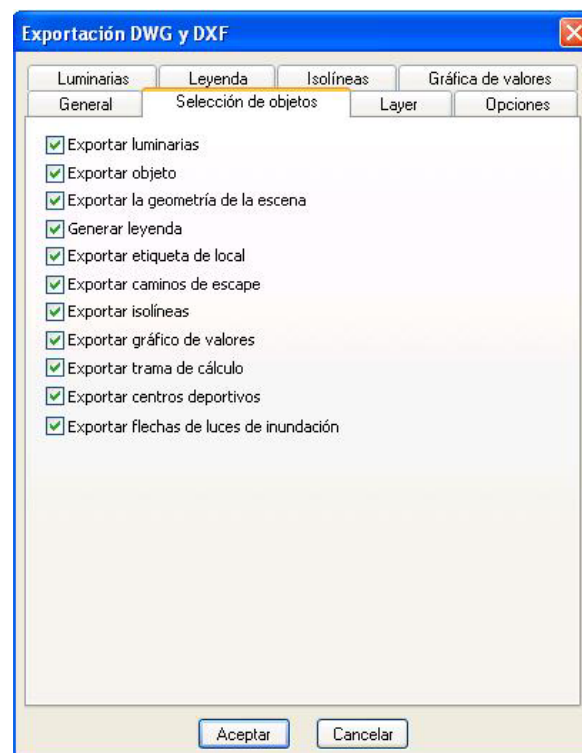 Exportación DWG y DXF
Luminarias Leyenda Isolíneas Gráfica de valores
General Selección de objetos Layer Opciones
Exportar luminarias
Exportar objeto
Exportar la geometría de la escena
Generar leyenda
Exportar etiqueta de local
Exportar caminos de escape
Exportar isolíneas
Exportar gráfico de valores
Exportar trama de cálculo
Exportar centros deportivos
Exportar flechas de luces de inundación
Aceptar Cancelar